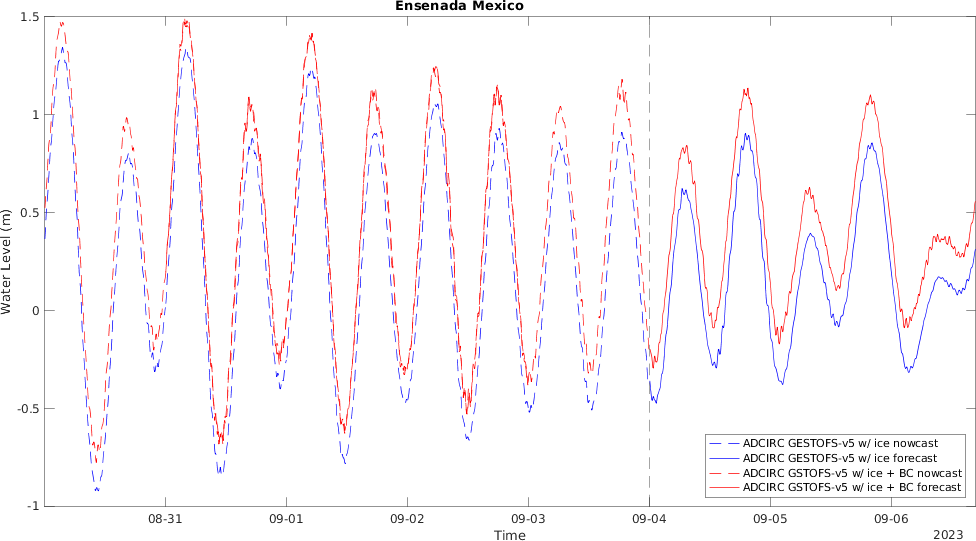 Ensenada Mexico
1.5
1
0.5
0
-0.5
-1
Water Level (m)
08-31
09-01
09-02
09-03
09-04
09-05
09-06
Time
2023
ADCIRC GESTOFS-v5 w/ ice nowcast
ADCIRC GESTOFS-v5 w/ ice forecast
ADCIRC GSTOFS-v5 w/ ice + BC nowcast
ADCIRC GSTOFS-v5 w/ ice + BC forecast